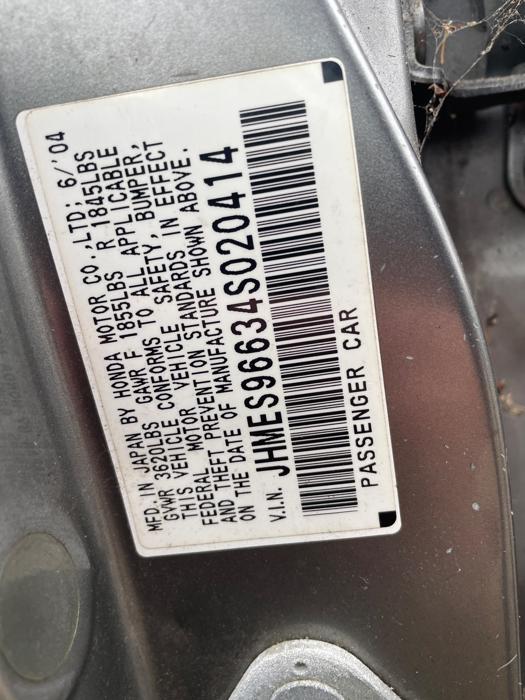 MFD. IN JAPAN BY HONDA MOTOR CO.,LTD; 6/'04
GVWR 3620LBS GAWR F 1855LBS R 1845LBS
THIS VEHICLE CONFORMS TO ALL APPLICABLE
FEDERAL MOTOR VEHICLE SAFETY, BUMPER,
AND THEFT PREVENTION STANDARDS IN EFFECT
ON THE DATE OF MANUFACTURE SHOWN ABOVE.
V.I.N. JHMES96634S020414
PASSENGER CAR